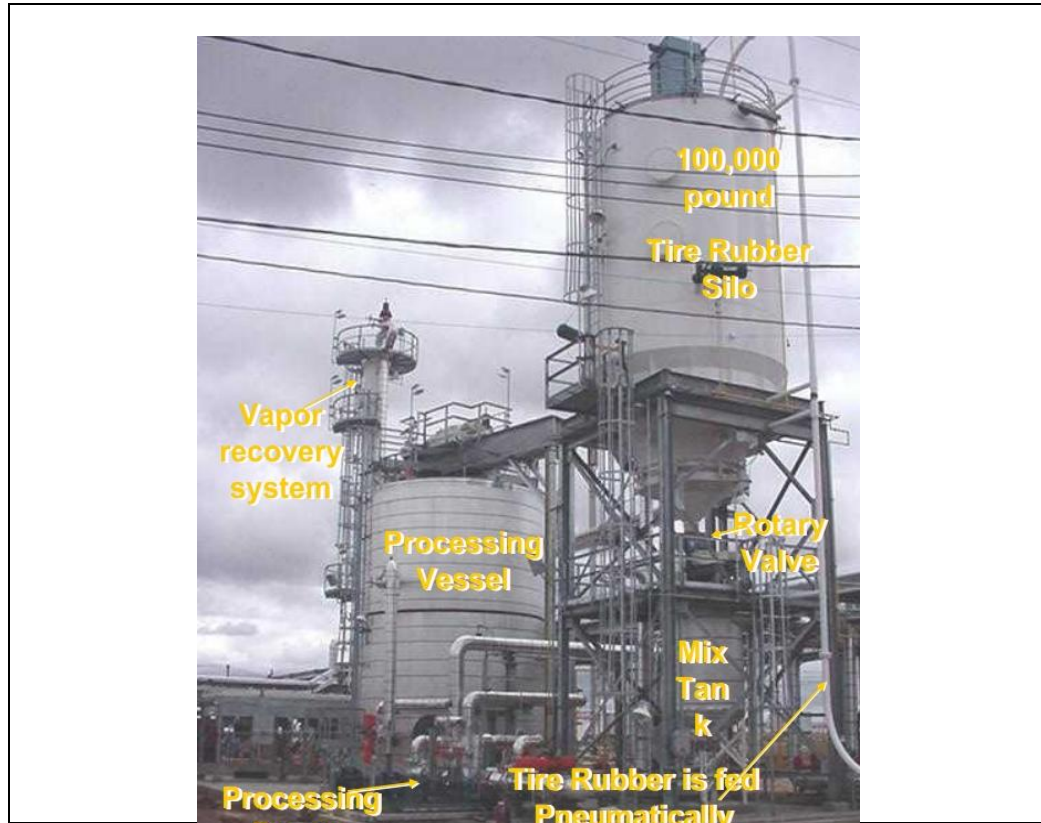 100,000
pound
Tire Rubber
Silo
Vapor
recovery
system
Processing
Vessel
Rotary
Valve
Mix
Tan
k
Processing
Tire Rubber is fed
Pneumatically